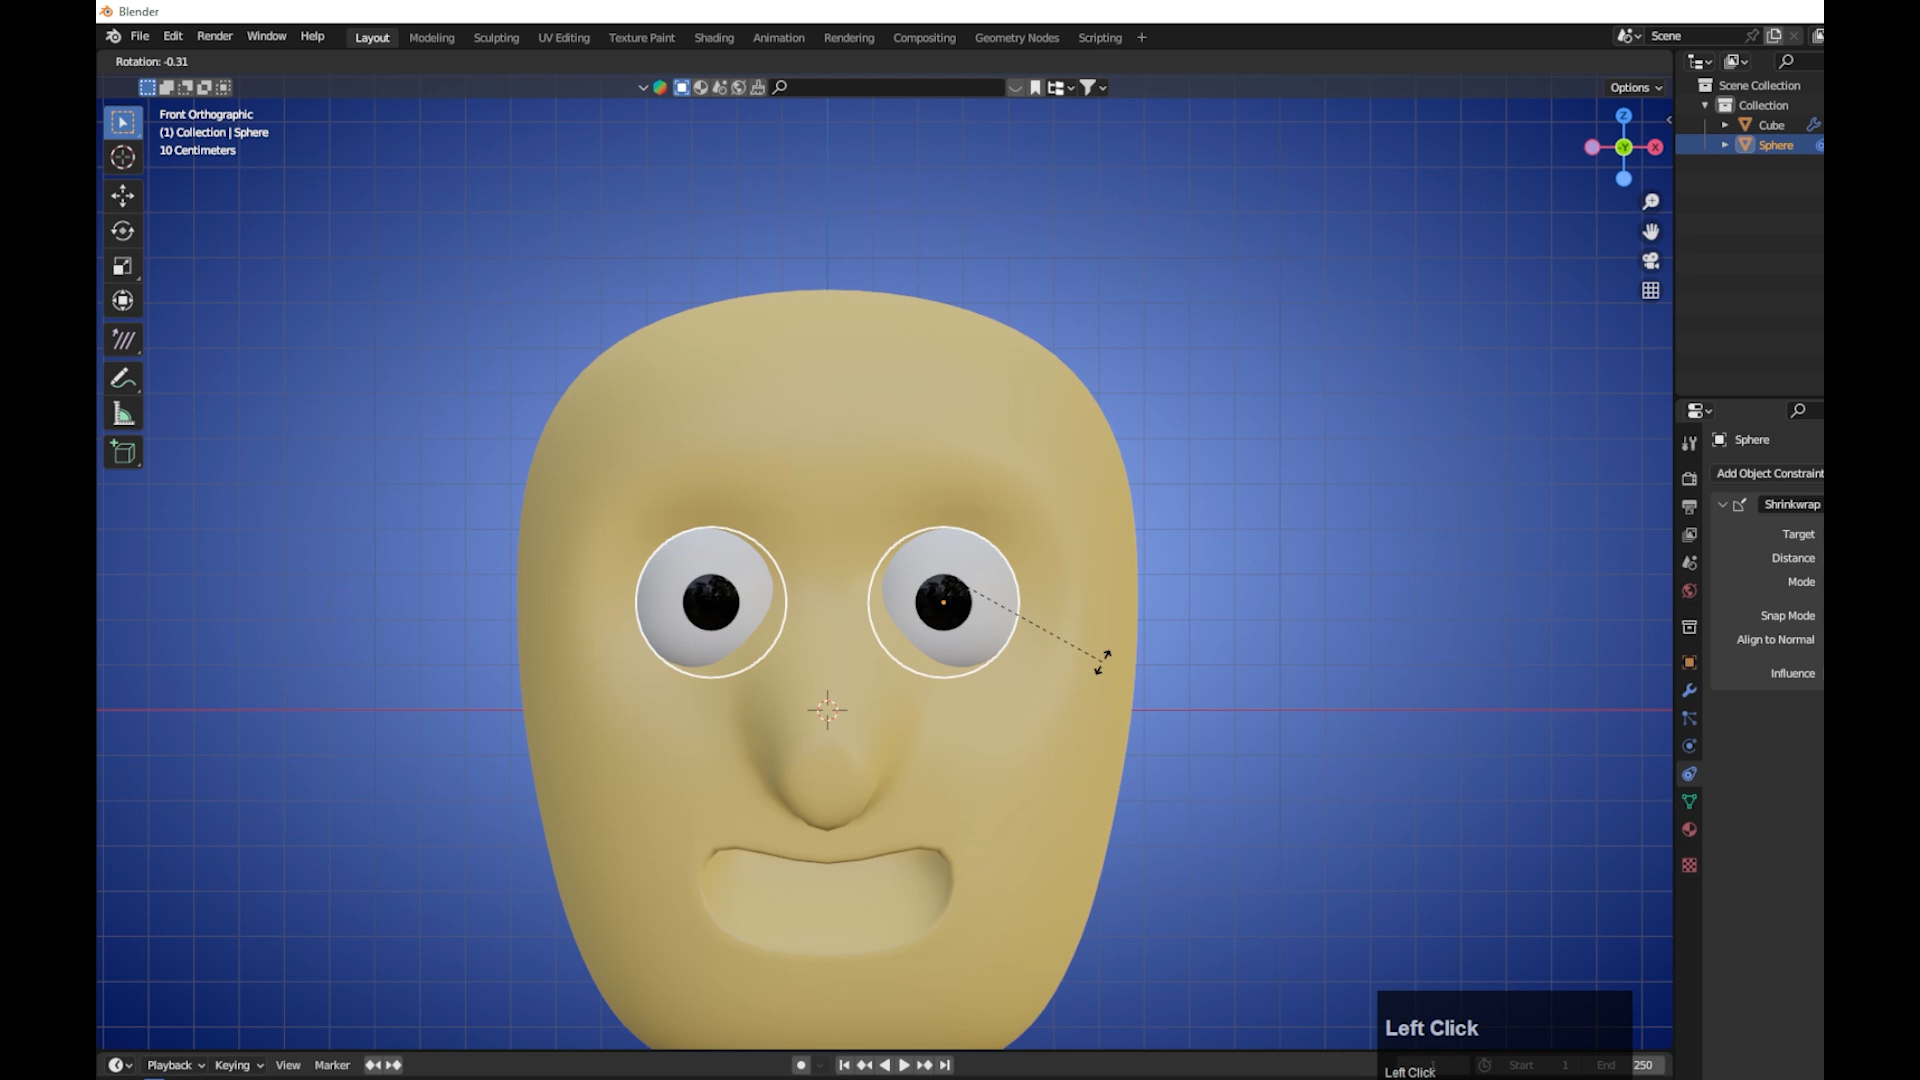 Blender
File Edit Render Window Help Layout Modeling Sculpting UV Editing Texture Paint Shading Animation Rendering Compositing Geometry Nodes Scripting + Scene
Rotation: -0.31
Options
Front Orthographic
(1) Collection | Sphere
10 Centimeters
Z
-Y
X
Scene Collection
Collection
Cube
Sphere
Sphere
Add Object Constraint
Shrinkwrap
Target
Distance
Mode
Snap Mode
Align to Normal
Influence
Left Click
Left Click
Playback Keying View Marker 1 Start 1 End 250